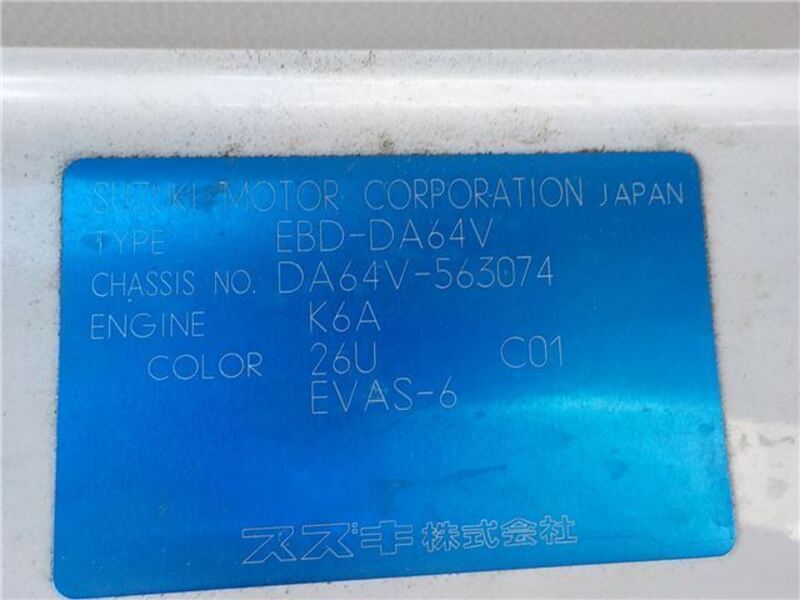 SUZUKI MOTOR CORPORATION JAPAN
TYPE EBD-DA64V
CHASSIS NO. DA64V-563074
ENGINE K6A
COLOR 26U C01
EVAS-6
スズキ株式会社